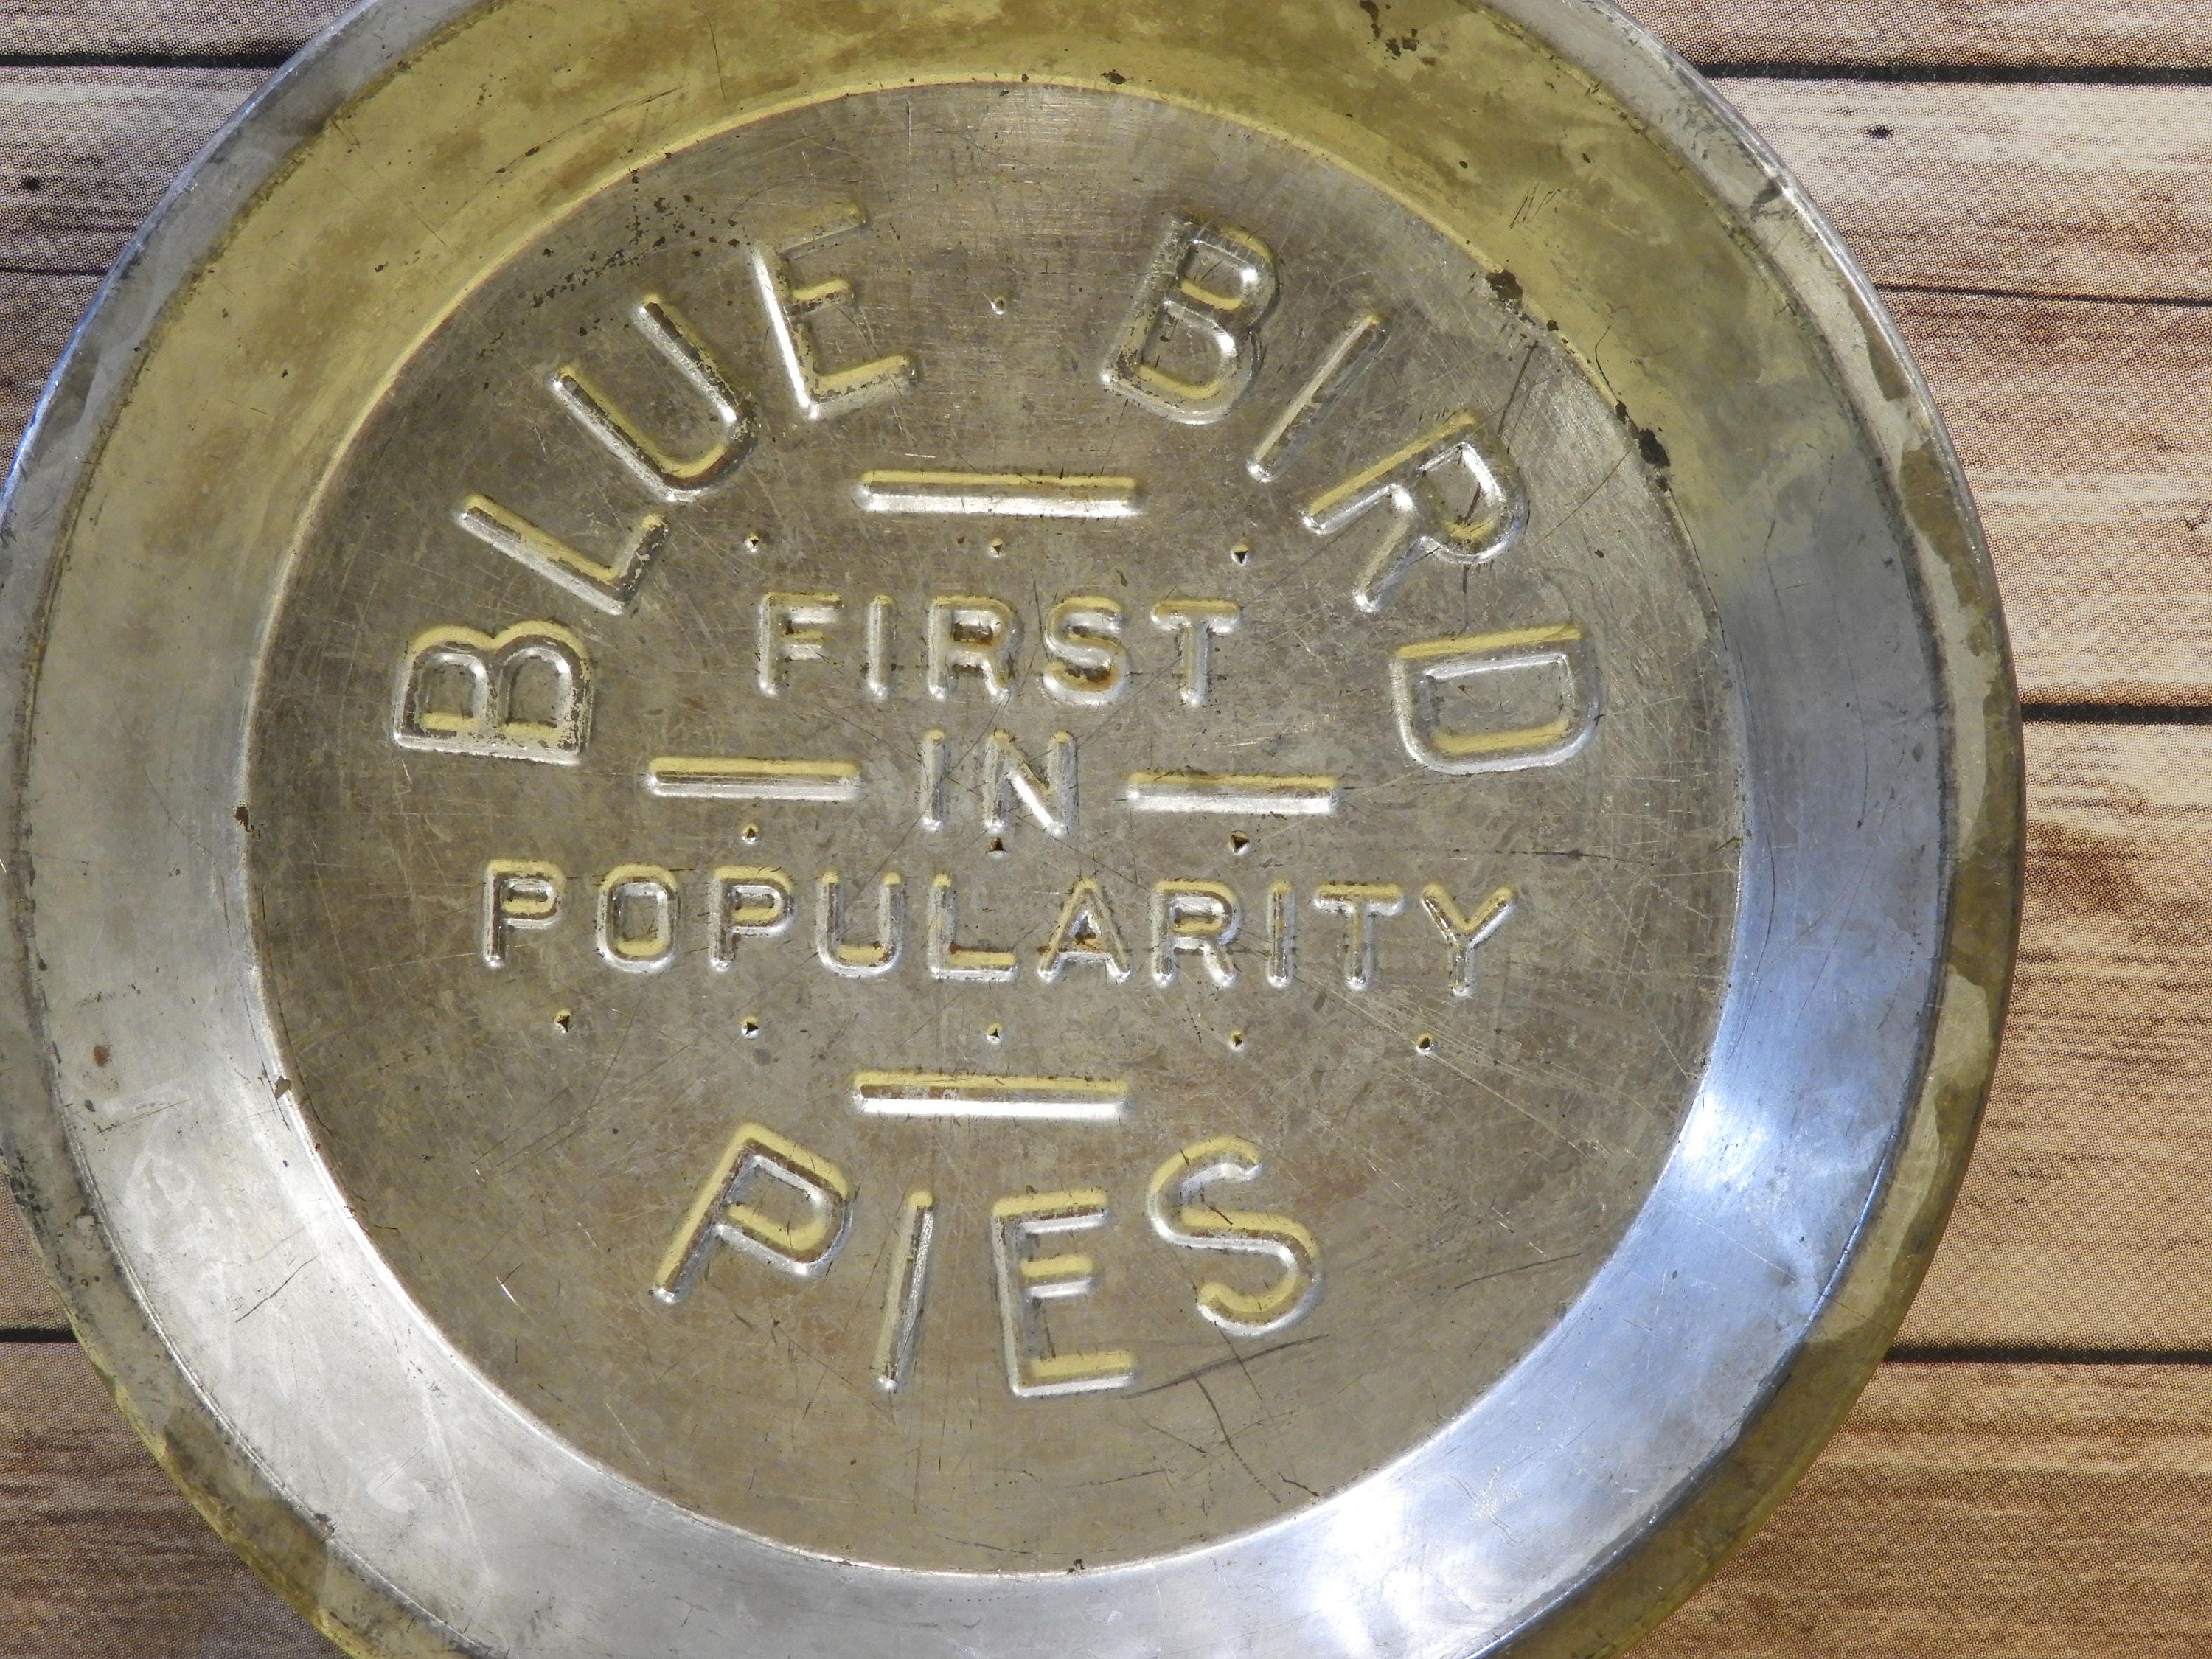 BLUE BIRD
FIRST
IN
POPULARITY
PIES